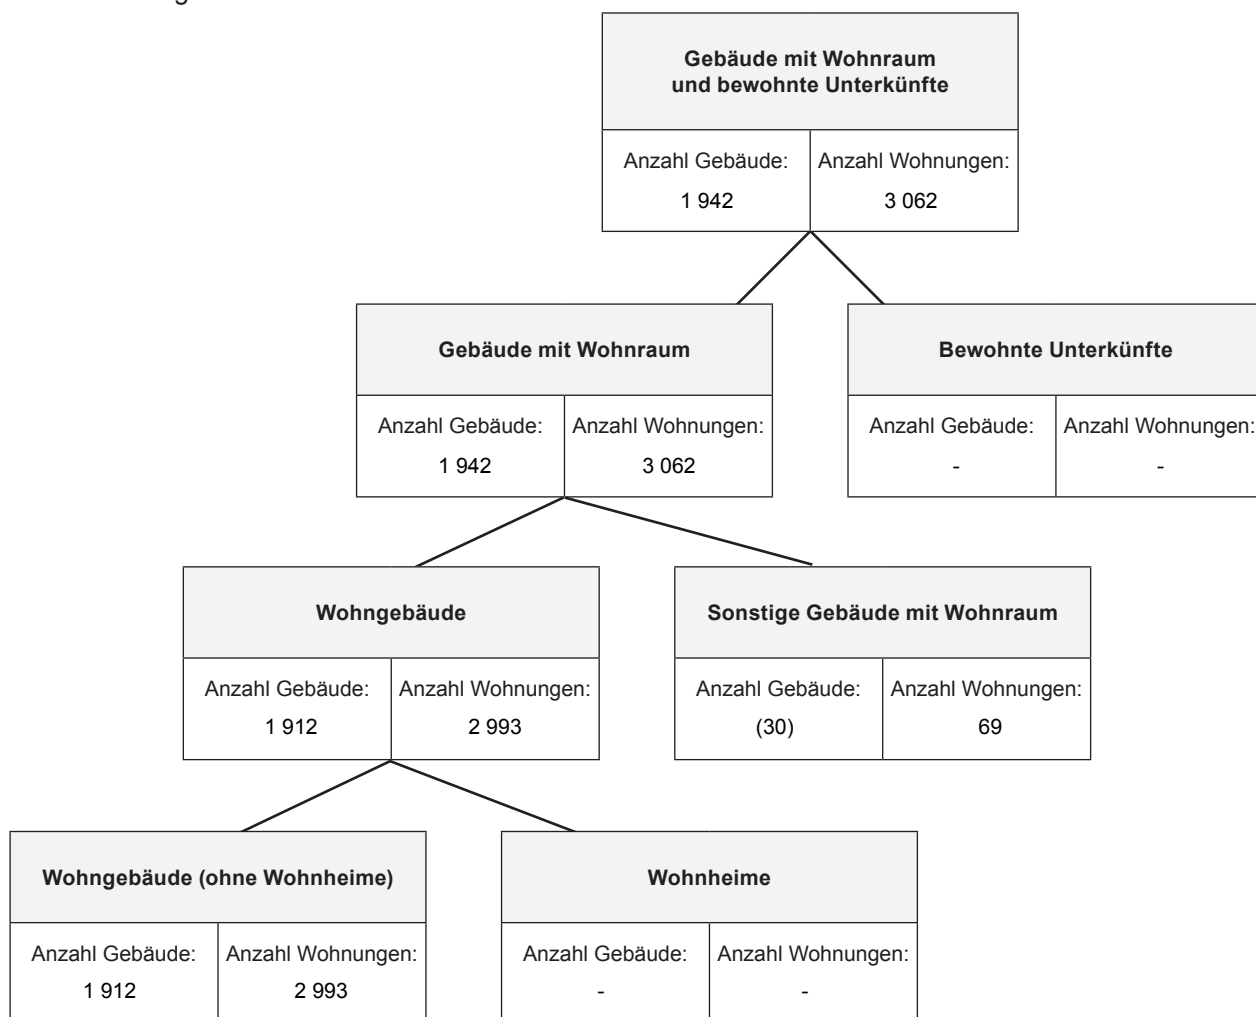 Gebäude mit Wohnraum
und bewohnte Unterkünfte
Anzahl Gebäude: Anzahl Wohnungen:
1 942 3 062
Gebäude mit Wohnraum
Anzahl Gebäude: Anzahl Wohnungen:
1 942 3 062
Bewohnte Unterkünfte
Anzahl Gebäude: Anzahl Wohnungen:
- -
Wohngebäude
Anzahl Gebäude: Anzahl Wohnungen:
1 912 2 993
Sonstige Gebäude mit Wohnraum
Anzahl Gebäude: Anzahl Wohnungen:
(30) 69
Wohngebäude (ohne Wohnheime)
Anzahl Gebäude: Anzahl Wohnungen:
1 912 2 993
Wohnheime
Anzahl Gebäude: Anzahl Wohnungen:
- -